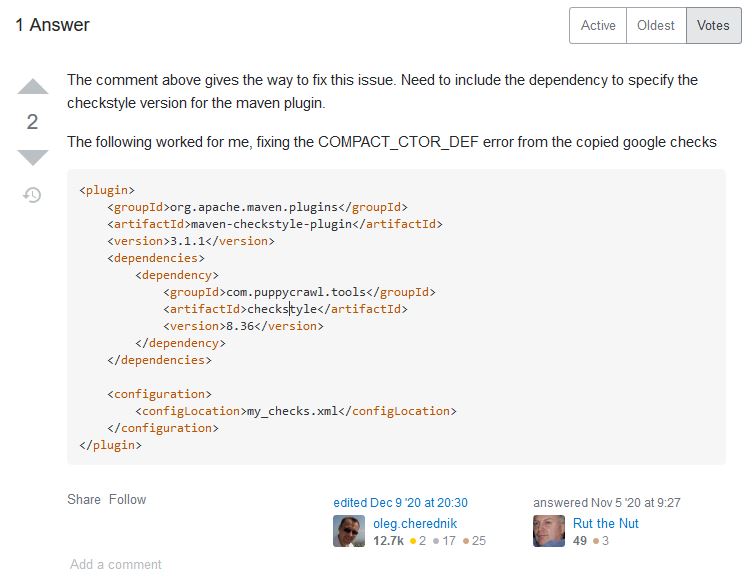 1 Answer
Active Oldest Votes
The comment above gives the way to fix this issue. Need to include the dependency to specify the
checkstyle version for the maven plugin.
2
The following worked for me, fixing the COMPACT_CTOR_DEF error from the copied google checks
<plugin>
    <groupId>org.apache.maven.plugins</groupId>
    <artifactId>maven-checkstyle-plugin</artifactId>
    <version>3.1.1</version>
    <dependencies>
        <dependency>
            <groupId>com.puppycrawl.tools</groupId>
            <artifactId>checkstyle</artifactId>
            <version>8.36</version>
        </dependency>
    </dependencies>

    <configuration>
        <configLocation>my_checks.xml</configLocation>
    </configuration>
</plugin>
Share Follow
edited Dec 9 '20 at 20:30
oleg.cherednik
12.7k 2 17 25
answered Nov 5 '20 at 9:27
Rut the Nut
49 3
Add a comment